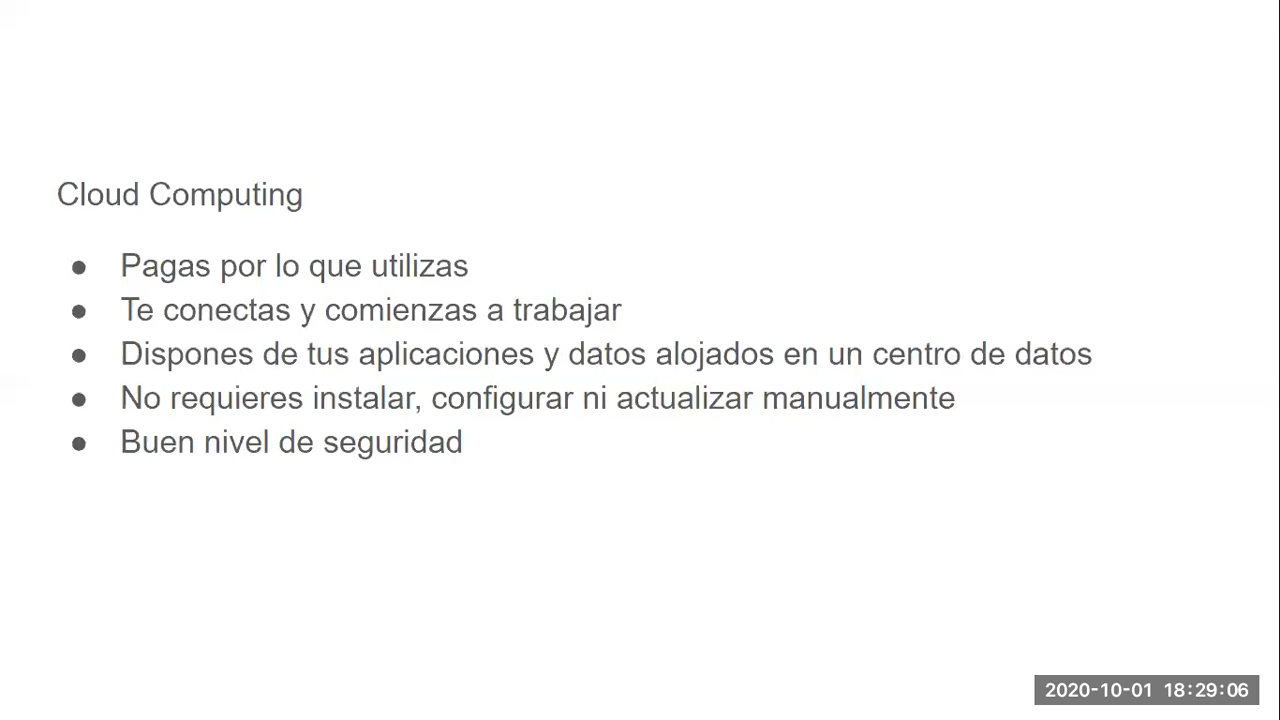 Cloud Computing
● Pagas por lo que utilizas
● Te conectas y comienzas a trabajar
● Dispones de tus aplicaciones y datos alojados en un centro de datos
● No requieres instalar, configurar ni actualizar manualmente
● Buen nivel de seguridad
2020-10-01 18:29:06